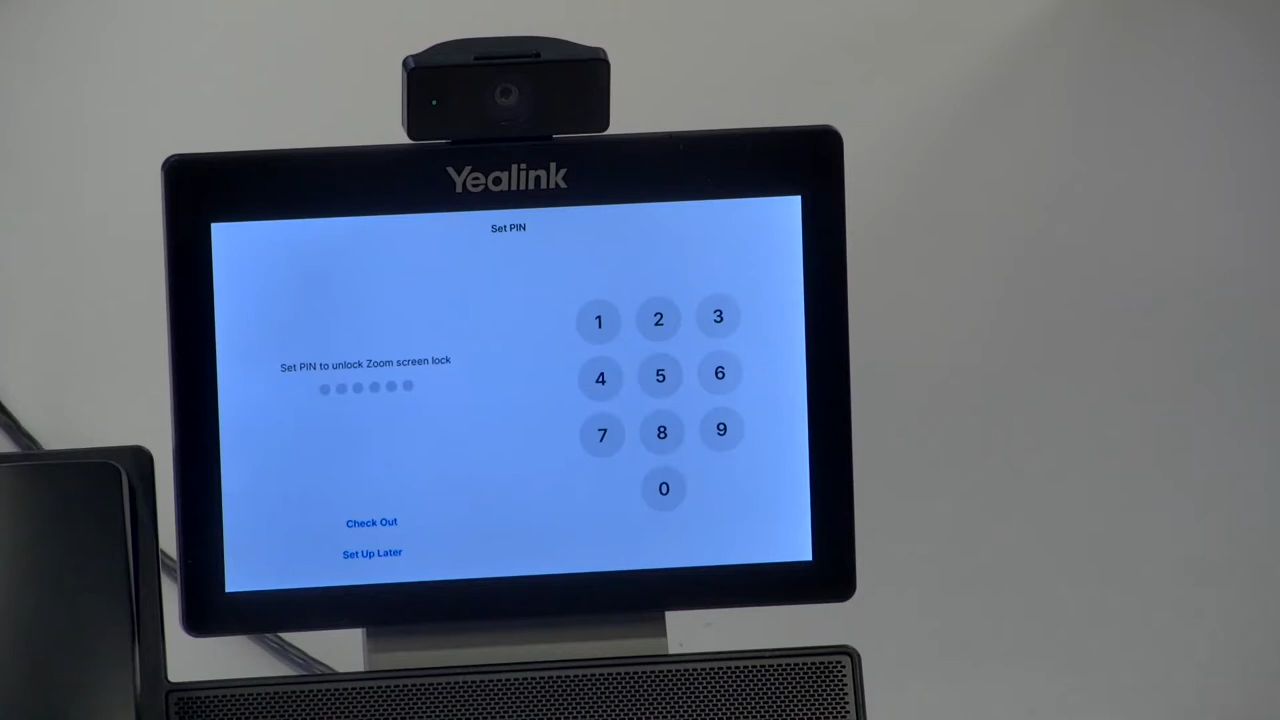 Yealink
Set PIN
Set PIN to unlock Zoom screen lock
1 2 3
4 5 6
7 8 9
0
Check Out
Set Up Later